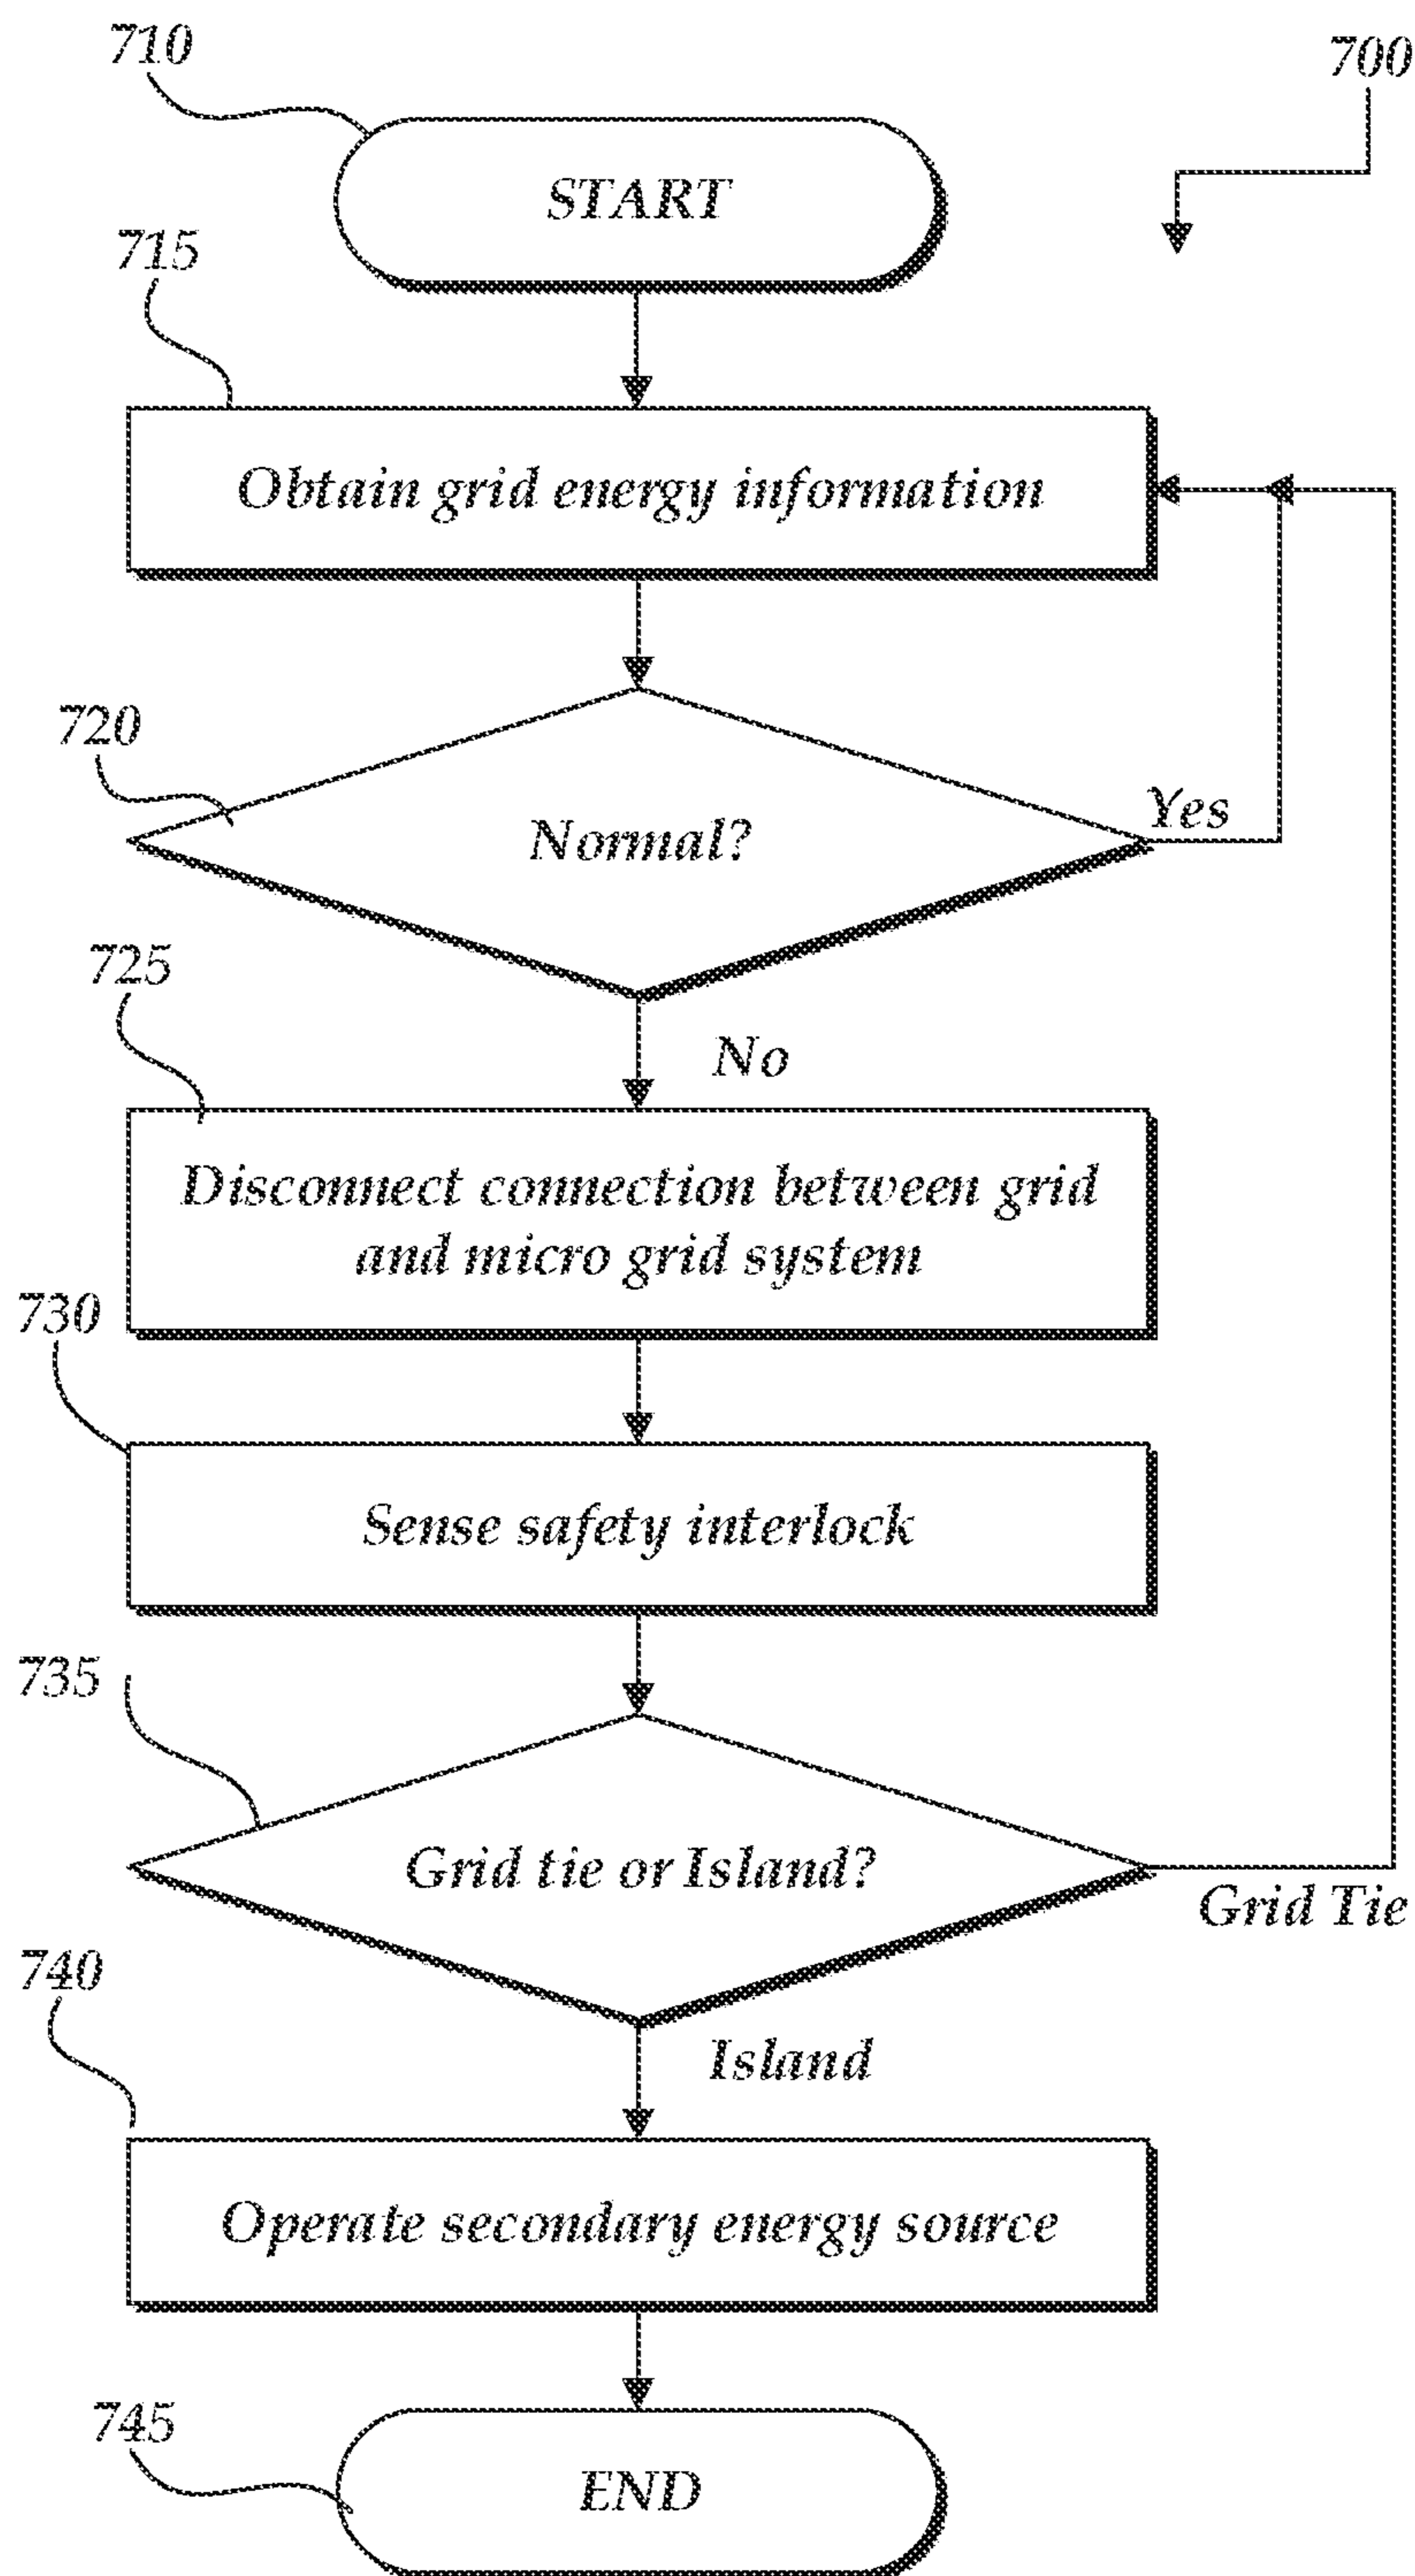 710
700
START
715
Obtain grid energy information
720
Normal?
Yes
725
No
Disconnect connection between grid
and micro grid system
730
Sense safety interlock
735
Grid tie or Island?
Grid Tie
740
Island
Operate secondary energy source
745
END